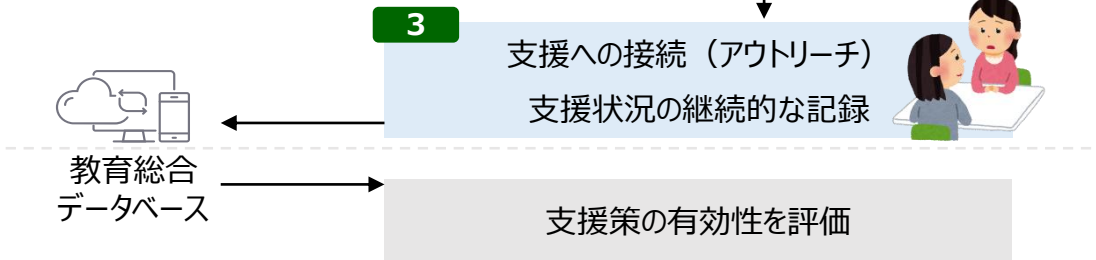 3
支援への接続（アウトリーチ）
支援状況の継続的な記録
教育総合
データベース
支援策の有効性を評価